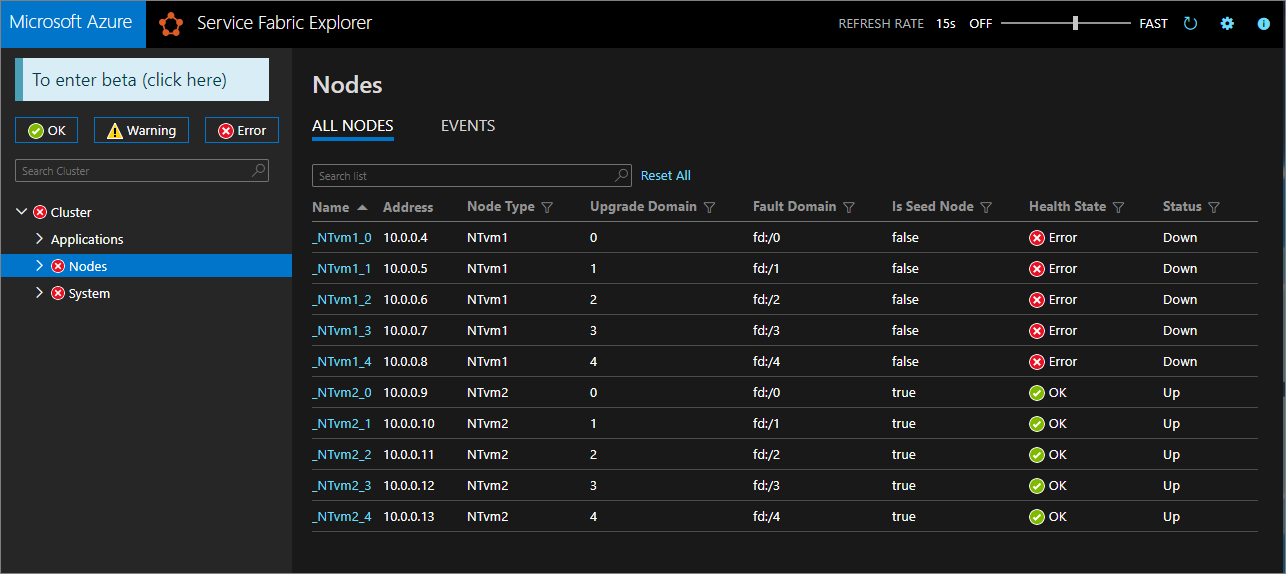 Microsoft Azure Service Fabric Explorer REFRESH RATE 15s OFF FAST
To enter beta (click here)
OK Warning Error
Search Cluster
Cluster
Applications
Nodes
System
Nodes
ALL NODES EVENTS
Search list Reset All
Name Address Node Type Upgrade Domain Fault Domain Is Seed Node Health State Status
_NTvm1_0 10.0.0.4 NTvm1 0 fd:/0 false Error Down
_NTvm1_1 10.0.0.5 NTvm1 1 fd:/1 false Error Down
_NTvm1_2 10.0.0.6 NTvm1 2 fd:/2 false Error Down
_NTvm1_3 10.0.0.7 NTvm1 3 fd:/3 false Error Down
_NTvm1_4 10.0.0.8 NTvm1 4 fd:/4 false Error Down
_NTvm2_0 10.0.0.9 NTvm2 0 fd:/0 true OK Up
_NTvm2_1 10.0.0.10 NTvm2 1 fd:/1 true OK Up
_NTvm2_2 10.0.0.11 NTvm2 2 fd:/2 true OK Up
_NTvm2_3 10.0.0.12 NTvm2 3 fd:/3 true OK Up
_NTvm2_4 10.0.0.13 NTvm2 4 fd:/4 true OK Up